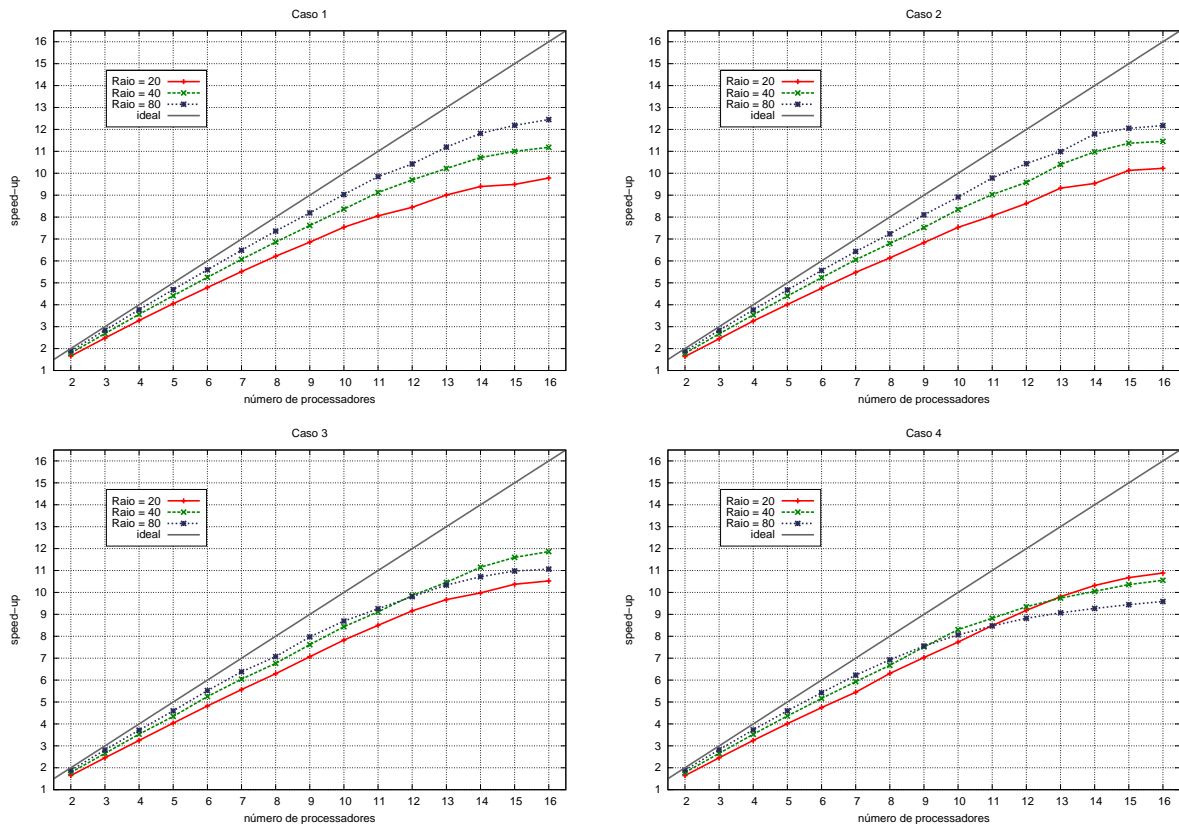 Caso 1
16
15
14
13
12
11
10
9
8
7
6
5
4
3
2
1
speed-up
Raio = 20
Raio = 40
Raio = 80
ideal
2 3 4 5 6 7 8 9 10 11 12 13 14 15 16
número de processadores
Caso 2
16
15
14
13
12
11
10
9
8
7
6
5
4
3
2
1
speed-up
Raio = 20
Raio = 40
Raio = 80
ideal
2 3 4 5 6 7 8 9 10 11 12 13 14 15 16
número de processadores
Caso 3
16
15
14
13
12
11
10
9
8
7
6
5
4
3
2
1
speed-up
Raio = 20
Raio = 40
Raio = 80
ideal
2 3 4 5 6 7 8 9 10 11 12 13 14 15 16
número de processadores
Caso 4
16
15
14
13
12
11
10
9
8
7
6
5
4
3
2
1
speed-up
Raio = 20
Raio = 40
Raio = 80
ideal
2 3 4 5 6 7 8 9 10 11 12 13 14 15 16
número de processadores